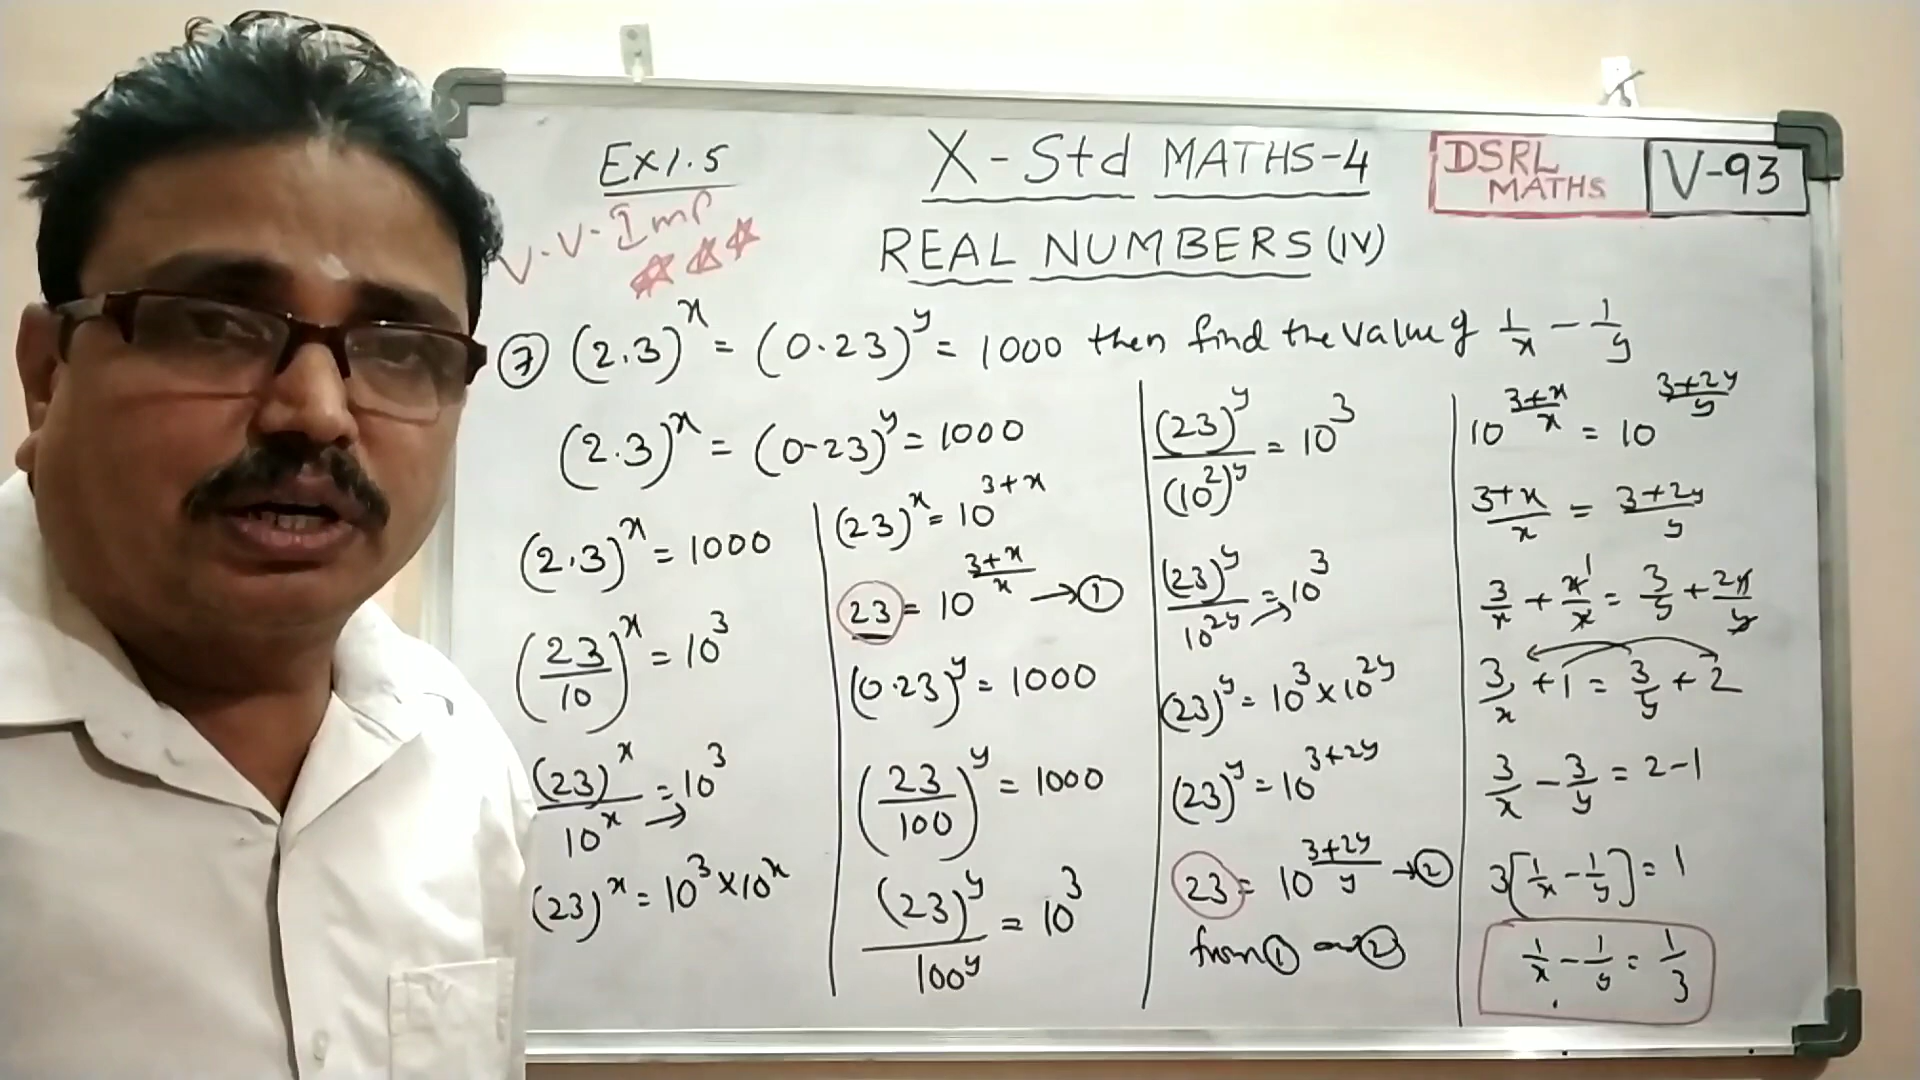 Ex 1.5
V.V. Imp
X - Std MATHS-4
DSRL
MATHS
V-93
REAL NUMBERS (IV)
⑦ (2.3)^x = (0.23)^y = 1000 then find the value of 1/x - 1/y
(2.3)^x = (0.23)^y = 1000
(2.3)^x = 1000
(23/10)^x = 10^3
(23)^x / 10^x = 10^3
(23)^x = 10^3 × 10^x
(23)^x = 10^(3+x)
23 = 10^((3+x)/x) → ①
(0.23)^y = 1000
(23/100)^y = 1000
(23)^y / 100^y = 10^3
(23)^y / (10^2)^y = 10^3
(23)^y / 10^(2y) = 10^3
(23)^y = 10^3 × 10^(2y)
(23)^y = 10^(3+2y)
23 = 10^((3+2y)/y) → ②
from ① and ②
10^((3+x)/x) = 10^((3+2y)/y)
(3+x)/x = (3+2y)/y
3/x + x/x = 3/y + 2y/y
3/x + 1 = 3/y + 2
3/x - 3/y = 2 - 1
3[1/x - 1/y] = 1
1/x - 1/y = 1/3